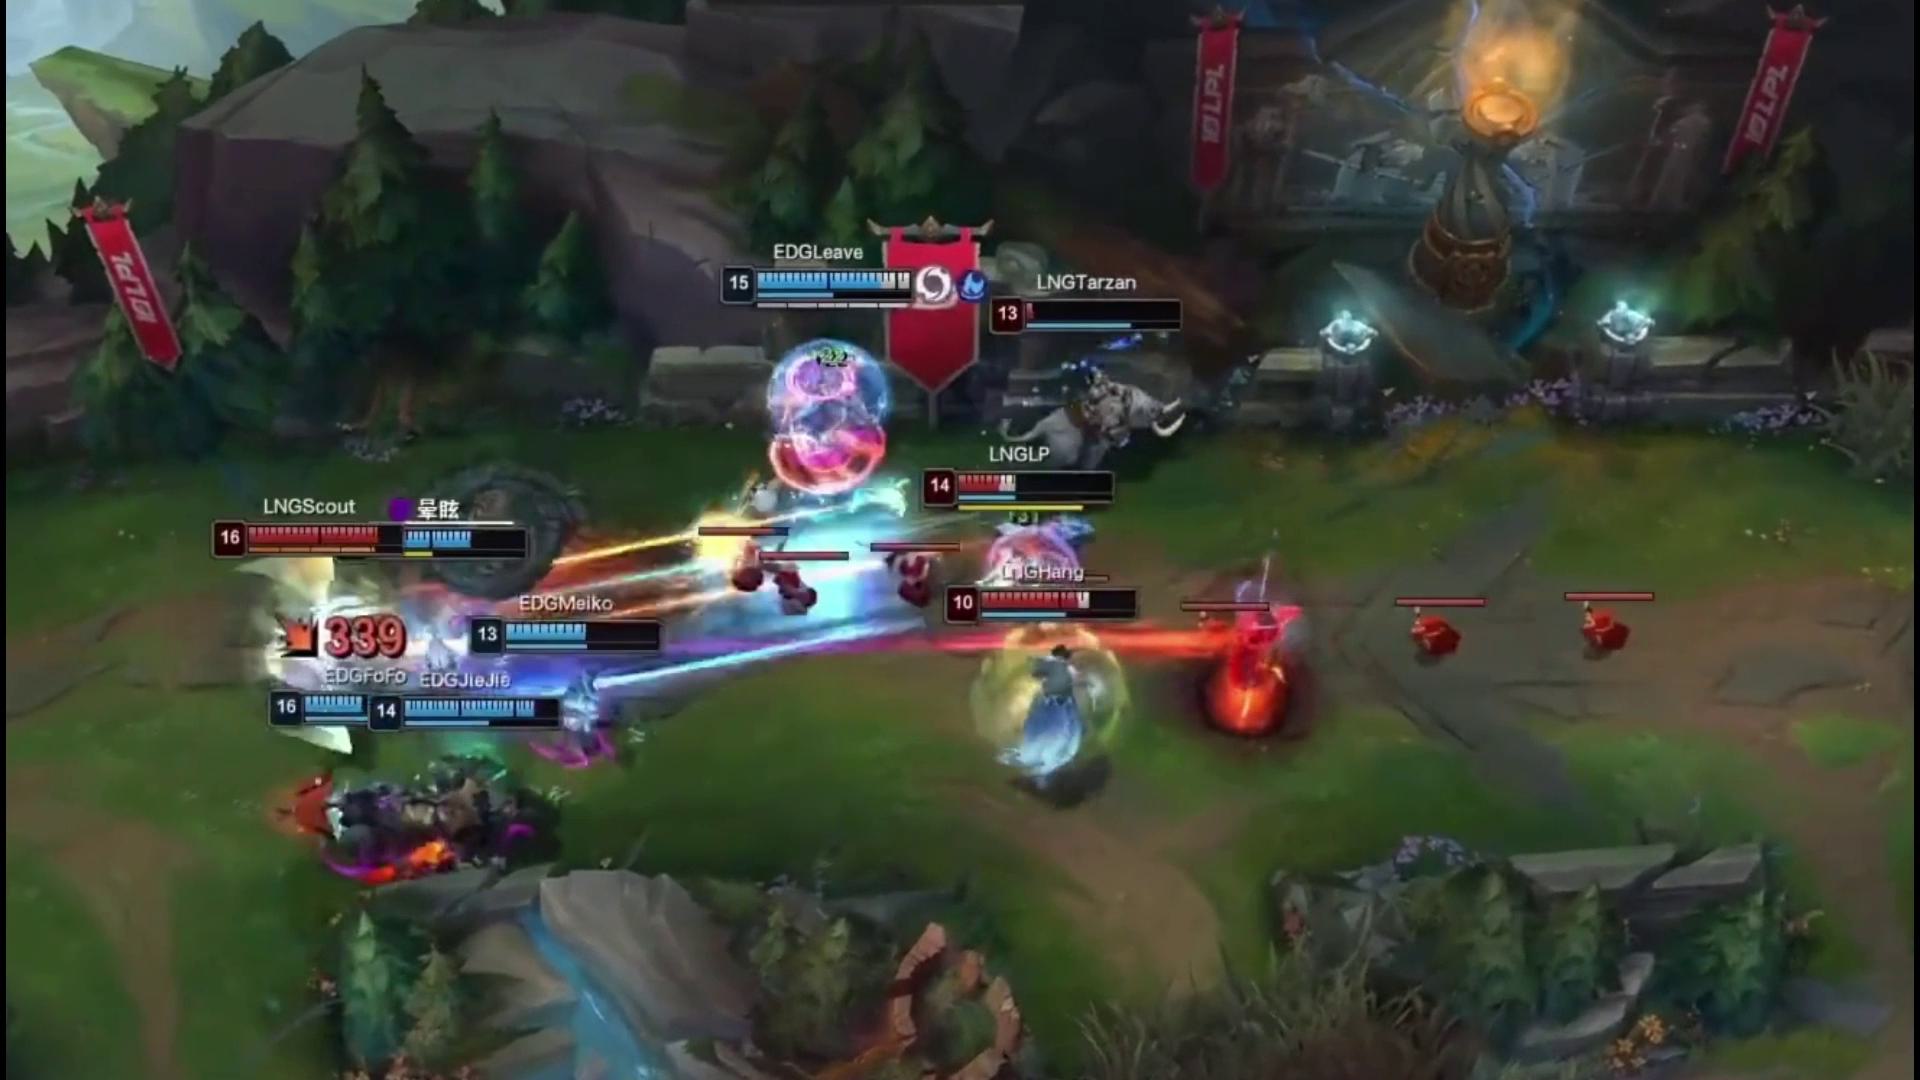 LPL
LPL
LPL
EDGLeave
15
LNGTarzan
13
LNGLP
14
LNGScout
晕眩
16
LNGHang
10
EDGMeiko
13
339
EDGFoFo
EDGJieJie
16
14